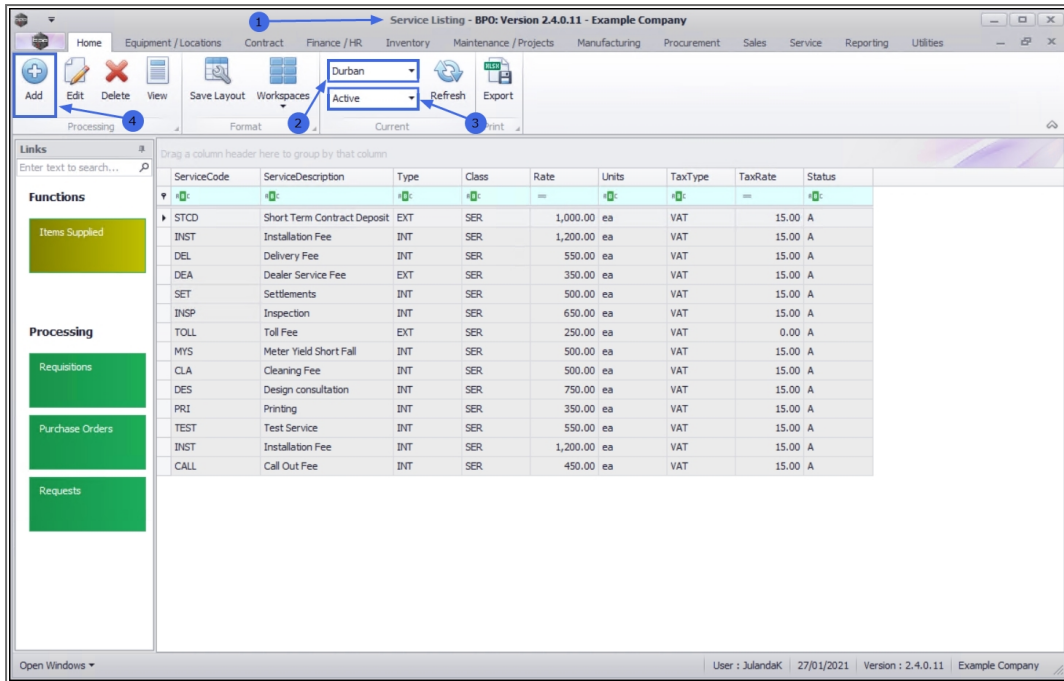 1
Service Listing - BPO: Version 2.4.0.11 - Example Company
Home Equipment / Locations Contract Finance / HR Inventory Maintenance / Projects Manufacturing Procurement Sales Service Reporting Utilities
Add Edit Delete View Save Layout Workspaces Durban Active Refresh Export
4 2 3
Processing Format Current Print
Links
Enter text to search...
Drag a column header here to group by that column
ServiceCode ServiceDescription Type Class Rate Units TaxType TaxRate Status
Functions
Items Supplied
Processing
Requisitions
Purchase Orders
Requests
STCD Short Term Contract Deposit EXT SER 1,000.00 ea VAT 15.00 A
INST Installation Fee INT SER 1,200.00 ea VAT 15.00 A
DEL Delivery Fee INT SER 550.00 ea VAT 15.00 A
DEA Dealer Service Fee EXT SER 350.00 ea VAT 15.00 A
SET Settlements INT SER 500.00 ea VAT 15.00 A
INSP Inspection INT SER 650.00 ea VAT 15.00 A
TOLL Toll Fee EXT SER 250.00 ea VAT 0.00 A
MYS Meter Yield Short Fall INT SER 500.00 ea VAT 15.00 A
CLA Cleaning Fee INT SER 500.00 ea VAT 15.00 A
DES Design consultation INT SER 750.00 ea VAT 15.00 A
PRI Printing INT SER 350.00 ea VAT 15.00 A
TEST Test Service INT SER 550.00 ea VAT 15.00 A
INST Installation Fee INT SER 1,200.00 ea VAT 15.00 A
CALL Call Out Fee INT SER 450.00 ea VAT 15.00 A
Open Windows User : JulandaK 27/01/2021 Version : 2.4.0.11 Example Company